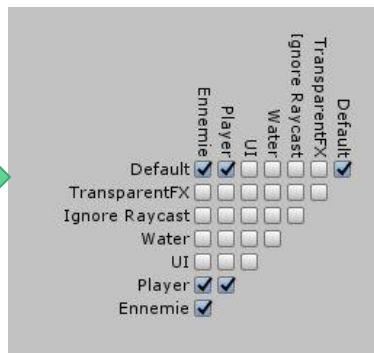 Ennemie
Player
UI
Water
Ignore Raycast
TransparentFX
Default
Default
TransparentFX
Ignore Raycast
Water
UI
Player
Ennemie